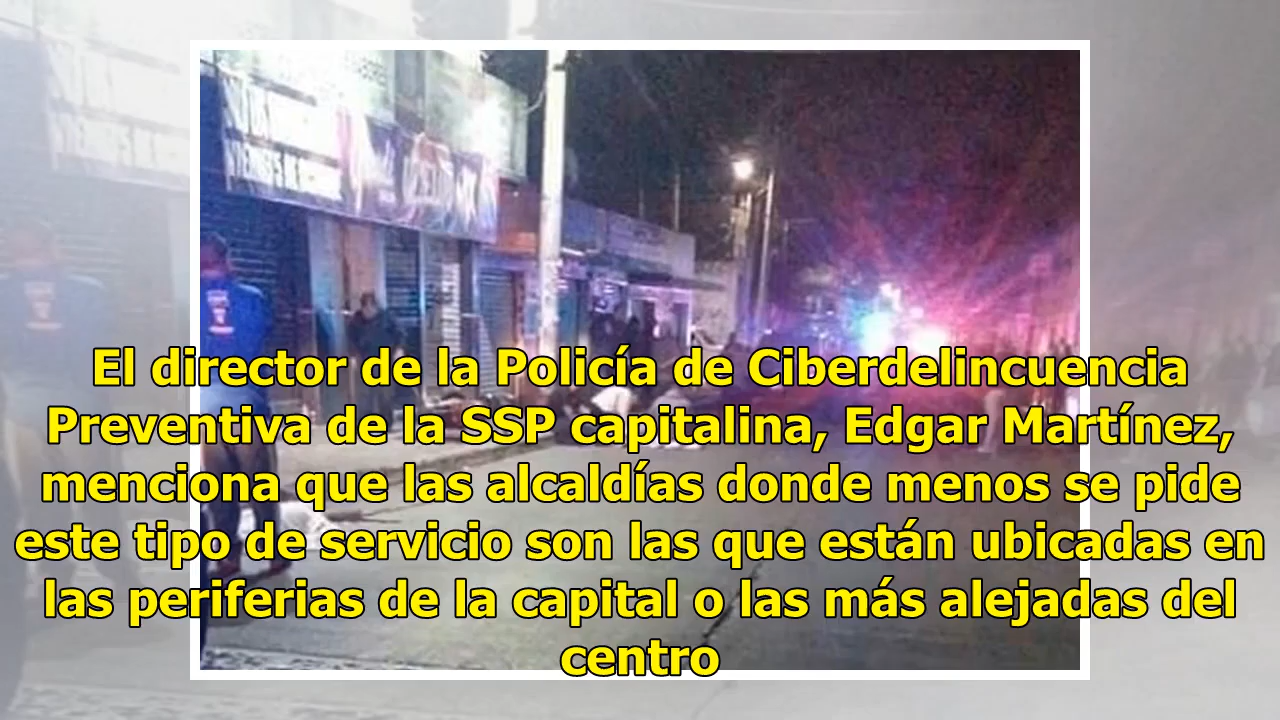 El director de la Policía de Ciberdelincuencia
Preventiva de la SSP capitalina, Edgar Martínez,
menciona que las alcaldías donde menos se pide
este tipo de servicio son las que están ubicadas en
las periferias de la capital o las más alejadas del
centro